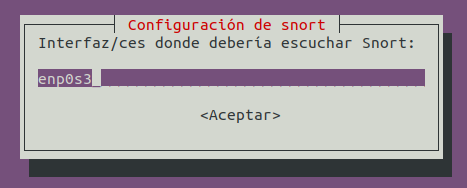 Configuración de snort
Interfaz/ces donde debería escuchar Snort:
enp0s3
<Aceptar>